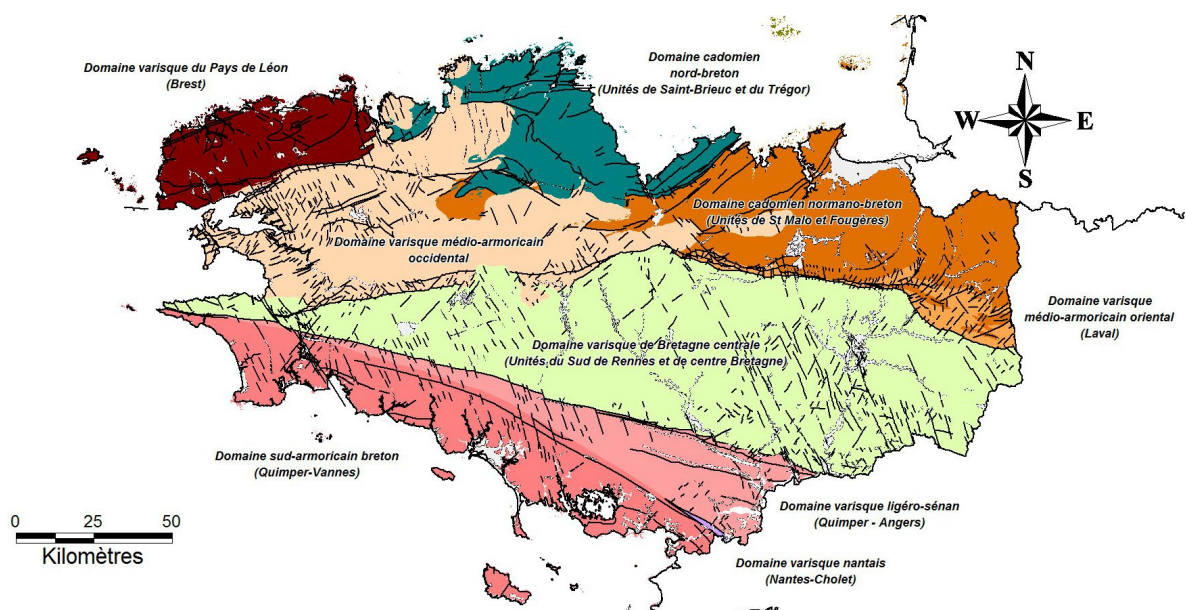 Domaine varisque du Pays de Léon
(Brest)
Domaine cadomien
nord-breton
(Unités de Saint-Brieuc et du Trégor)
N
W
E
S
Domaine cadomien normano-breton
(Unités de St Malo et Fougères)
Domaine varisque médio-armoricain
occidental
Domaine varisque
médio-armoricain oriental
(Laval)
Domaine varisque de Bretagne centrale
(Unités du Sud de Rennes et de centre Bretagne)
Domaine sud-armoricain breton
(Quimper-Vannes)
Domaine varisque ligéro-sénan
(Quimper - Angers)
Domaine varisque nantais
(Nantes-Cholet)
0 25 50
Kilomètres